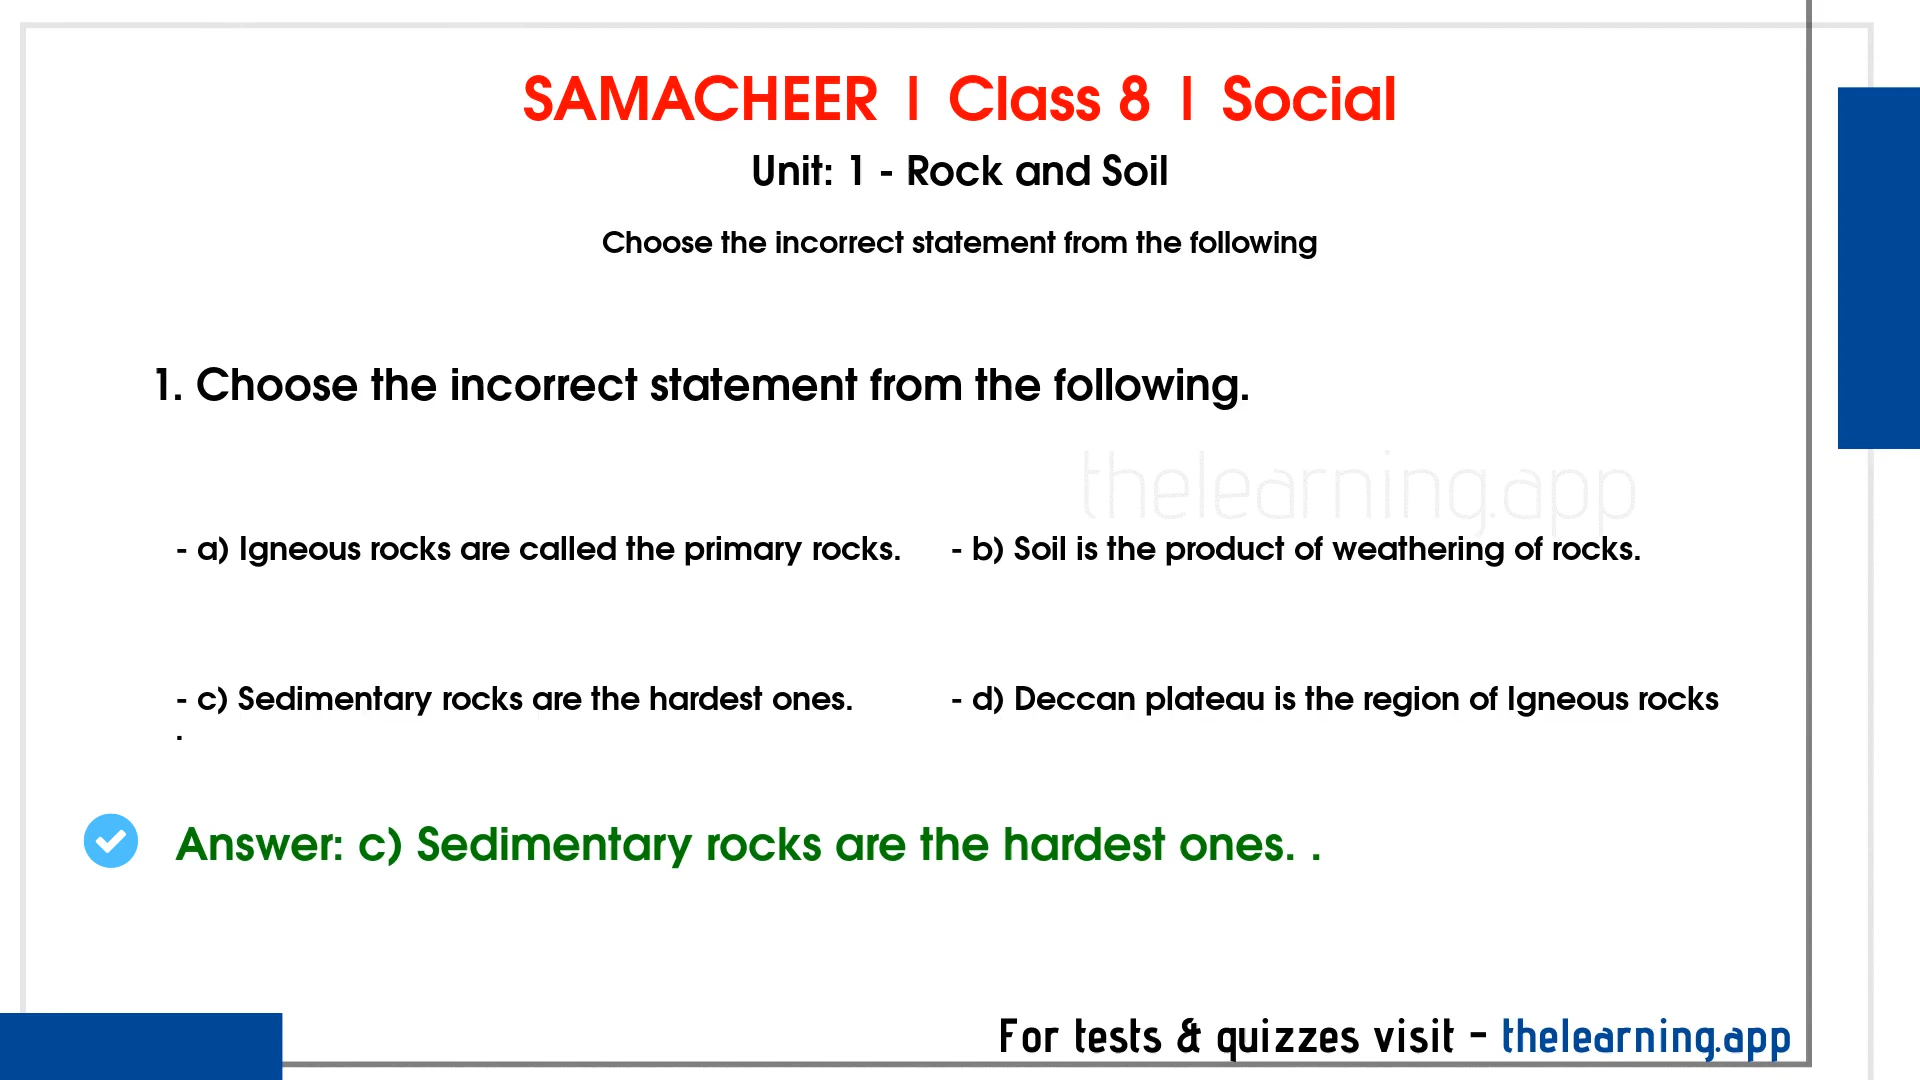 SAMACHEER | Class 8 | Social
Unit: 1 - Rock and Soil
Choose the incorrect statement from the following
1. Choose the incorrect statement from the following.
thelearning.app
- a) Igneous rocks are called the primary rocks.
- b) Soil is the product of weathering of rocks.
- c) Sedimentary rocks are the hardest ones.
.
- d) Deccan plateau is the region of Igneous rocks
Answer: c) Sedimentary rocks are the hardest ones. .
For tests & quizzes visit - thelearning.app